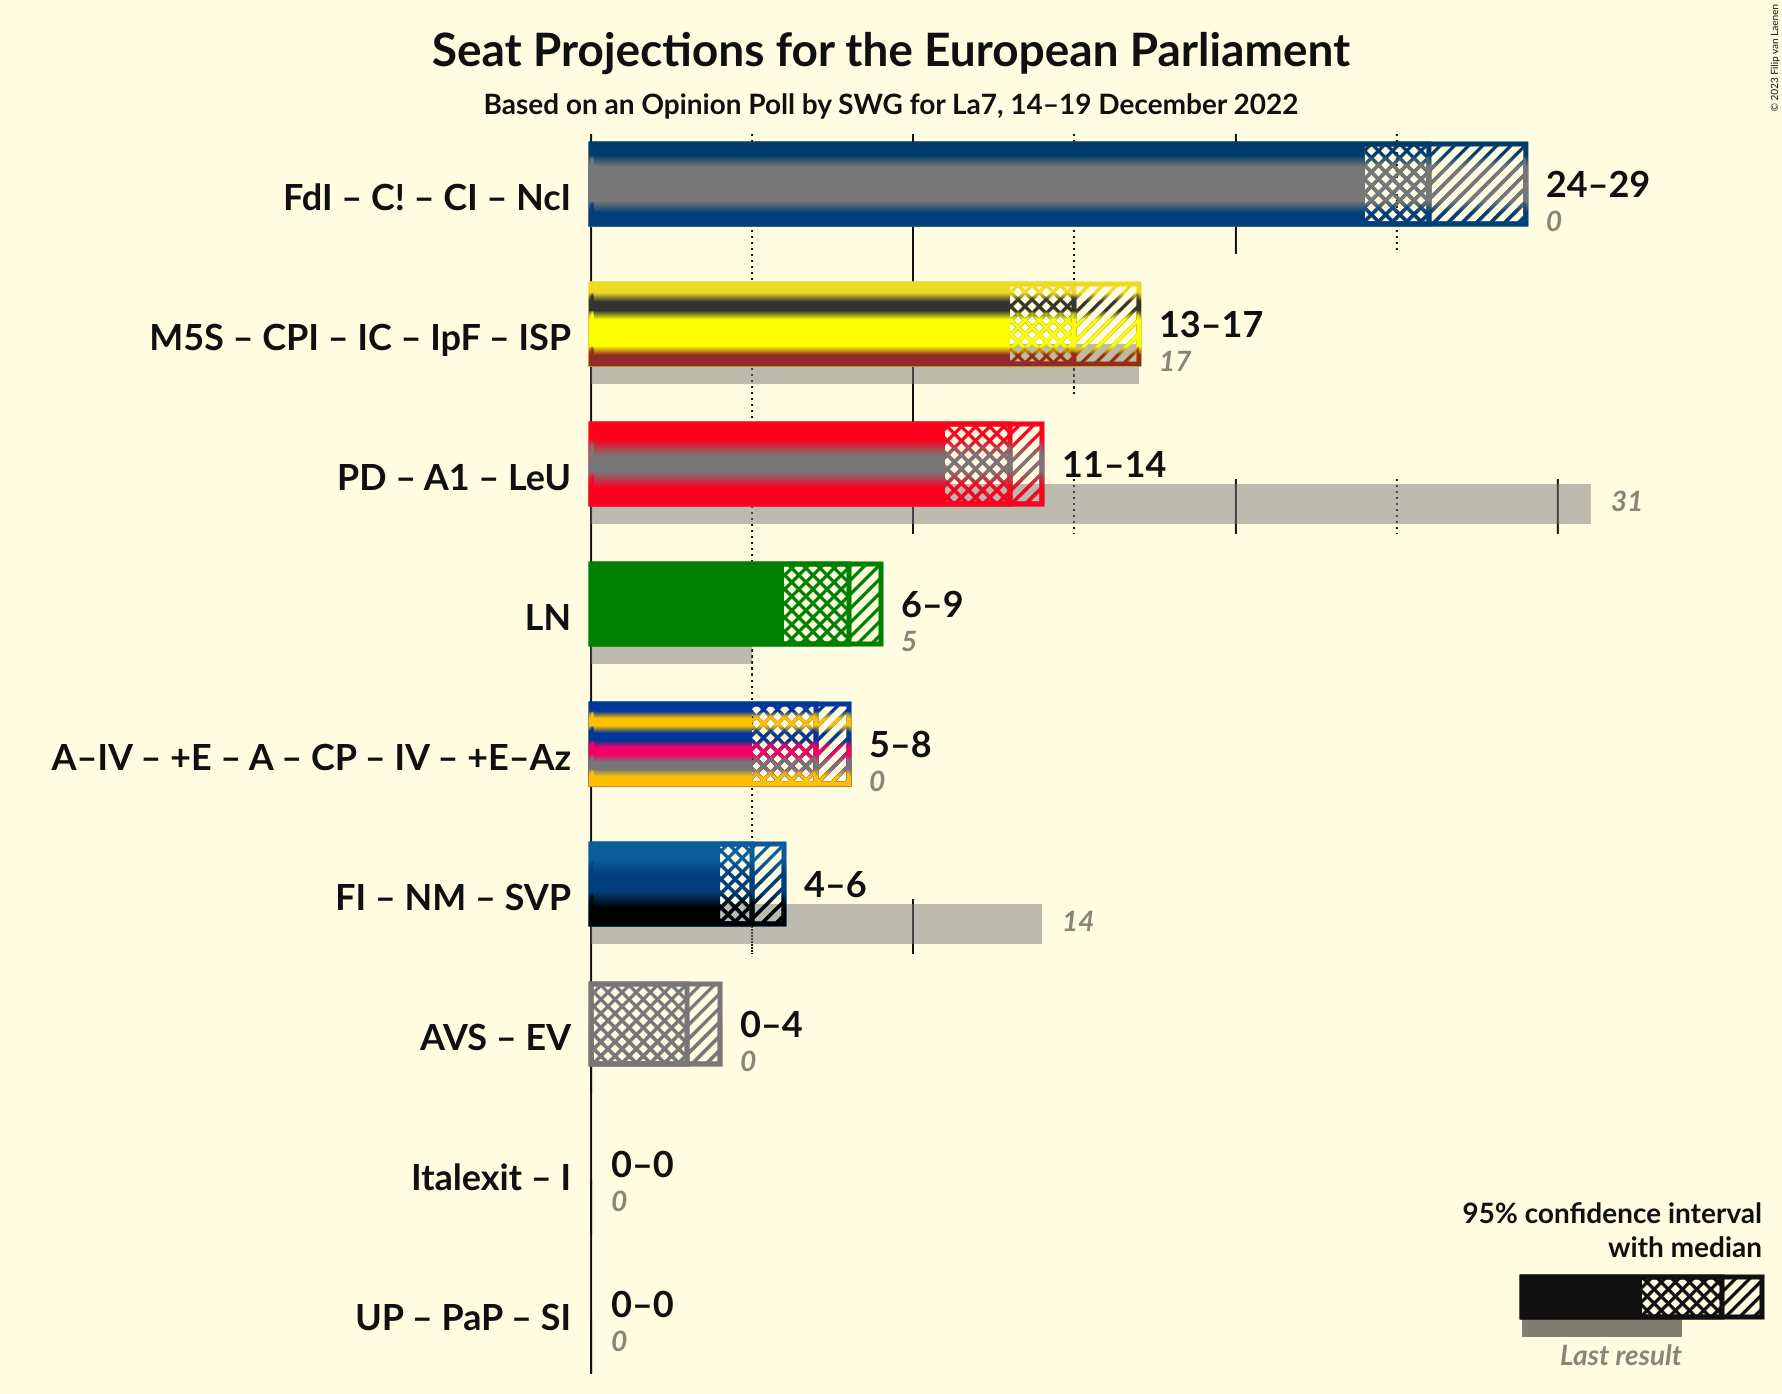 Seat Projections for the European Parliament
Based on an Opinion Poll by SWG for La7, 14–19 December 2022
© 2023 Filip van Laenen
FdI – C! – CI – NcI
24–29
0
M5S – CPI – IC – IpF – ISP
13–17
17
PD – A1 – LeU
11–14
31
LN
6–9
5
A–IV – +E – A – CP – IV – +E–Az
5–8
0
FI – NM – SVP
4–6
14
AVS – EV
0–4
0
Italexit – I
0–0
0
UP – PaP – SI
0–0
0
95% confidence interval
with median
Last result